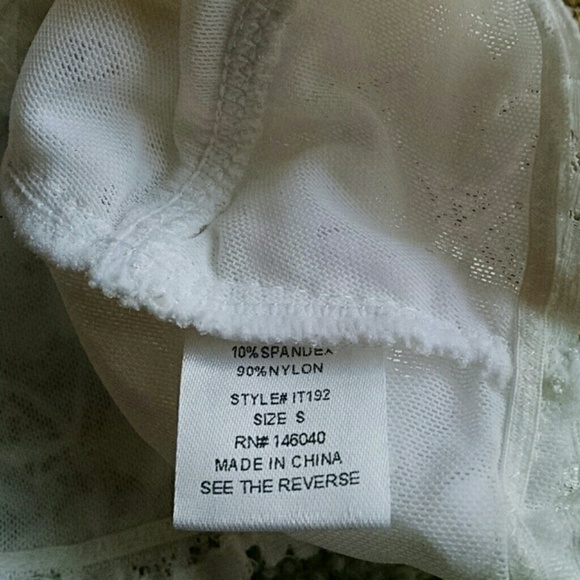 10%SPANDEX
90%NYLON
STYLE# IT192
SIZE S
RN# 146040
MADE IN CHINA
SEE THE REVERSE